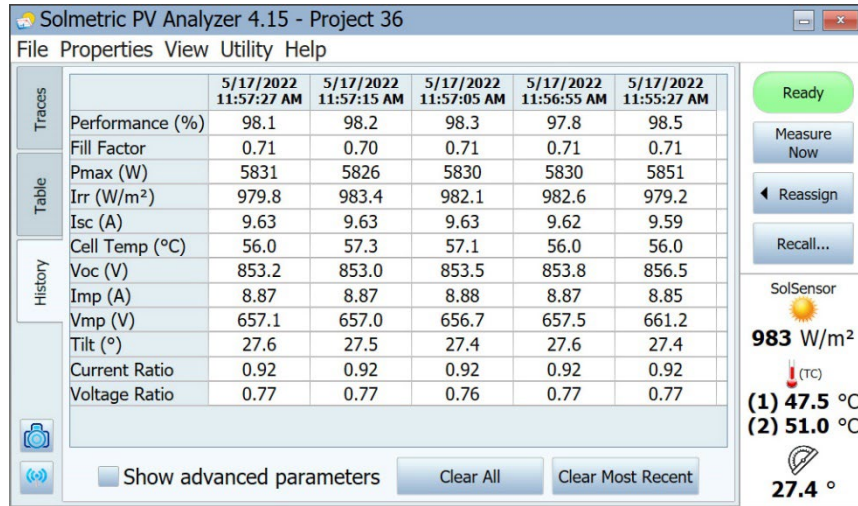 Solmetric PV Analyzer 4.15 - Project 36
File Properties View Utility Help
Traces
Table
History
5/17/2022 5/17/2022 5/17/2022 5/17/2022 5/17/2022
11:57:27 AM 11:57:15 AM 11:57:05 AM 11:56:55 AM 11:55:27 AM
Performance (%) 98.1 98.2 98.3 97.8 98.5
Fill Factor 0.71 0.70 0.71 0.71 0.71
Pmax (W) 5831 5826 5830 5830 5851
Irr (W/m²) 979.8 983.4 982.1 982.6 979.2
Isc (A) 9.63 9.63 9.63 9.62 9.59
Cell Temp (°C) 56.0 57.3 57.1 56.0 56.0
Voc (V) 853.2 853.0 853.5 853.8 856.5
Imp (A) 8.87 8.87 8.88 8.87 8.85
Vmp (V) 657.1 657.0 656.7 657.5 661.2
Tilt (°) 27.6 27.5 27.4 27.6 27.4
Current Ratio 0.92 0.92 0.92 0.92 0.92
Voltage Ratio 0.77 0.77 0.76 0.77 0.77
Show advanced parameters Clear All Clear Most Recent
Ready
Measure
Now
Reassign
Recall...
SolSensor
983 W/m²
(TC)
(1) 47.5 °C
(2) 51.0 °C
27.4 °